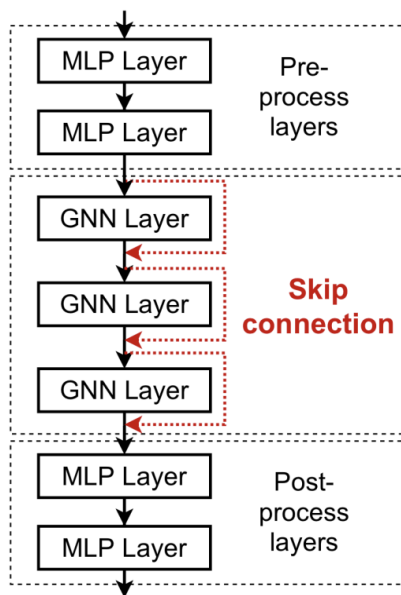 MLP Layer
Pre-
process
layers
MLP Layer
GNN Layer
GNN Layer
Skip
connection
GNN Layer
MLP Layer
Post-
process
layers
MLP Layer